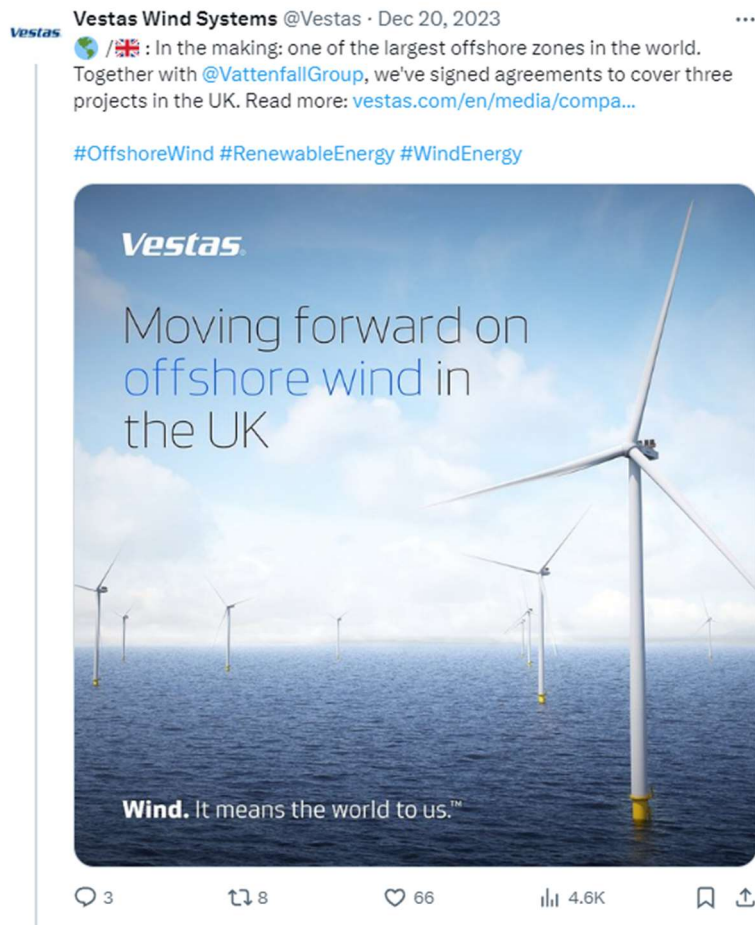 Vestas
Vestas Wind Systems @Vestas · Dec 20, 2023
🌎 /🇬🇧 : In the making: one of the largest offshore zones in the world.
Together with @VattenfallGroup, we've signed agreements to cover three
projects in the UK. Read more: vestas.com/en/media/compa...
#OffshoreWind #RenewableEnergy #WindEnergy
Vestas®
Moving forward on
offshore wind in
the UK
Wind. It means the world to us.™
3 8 66 4.6K